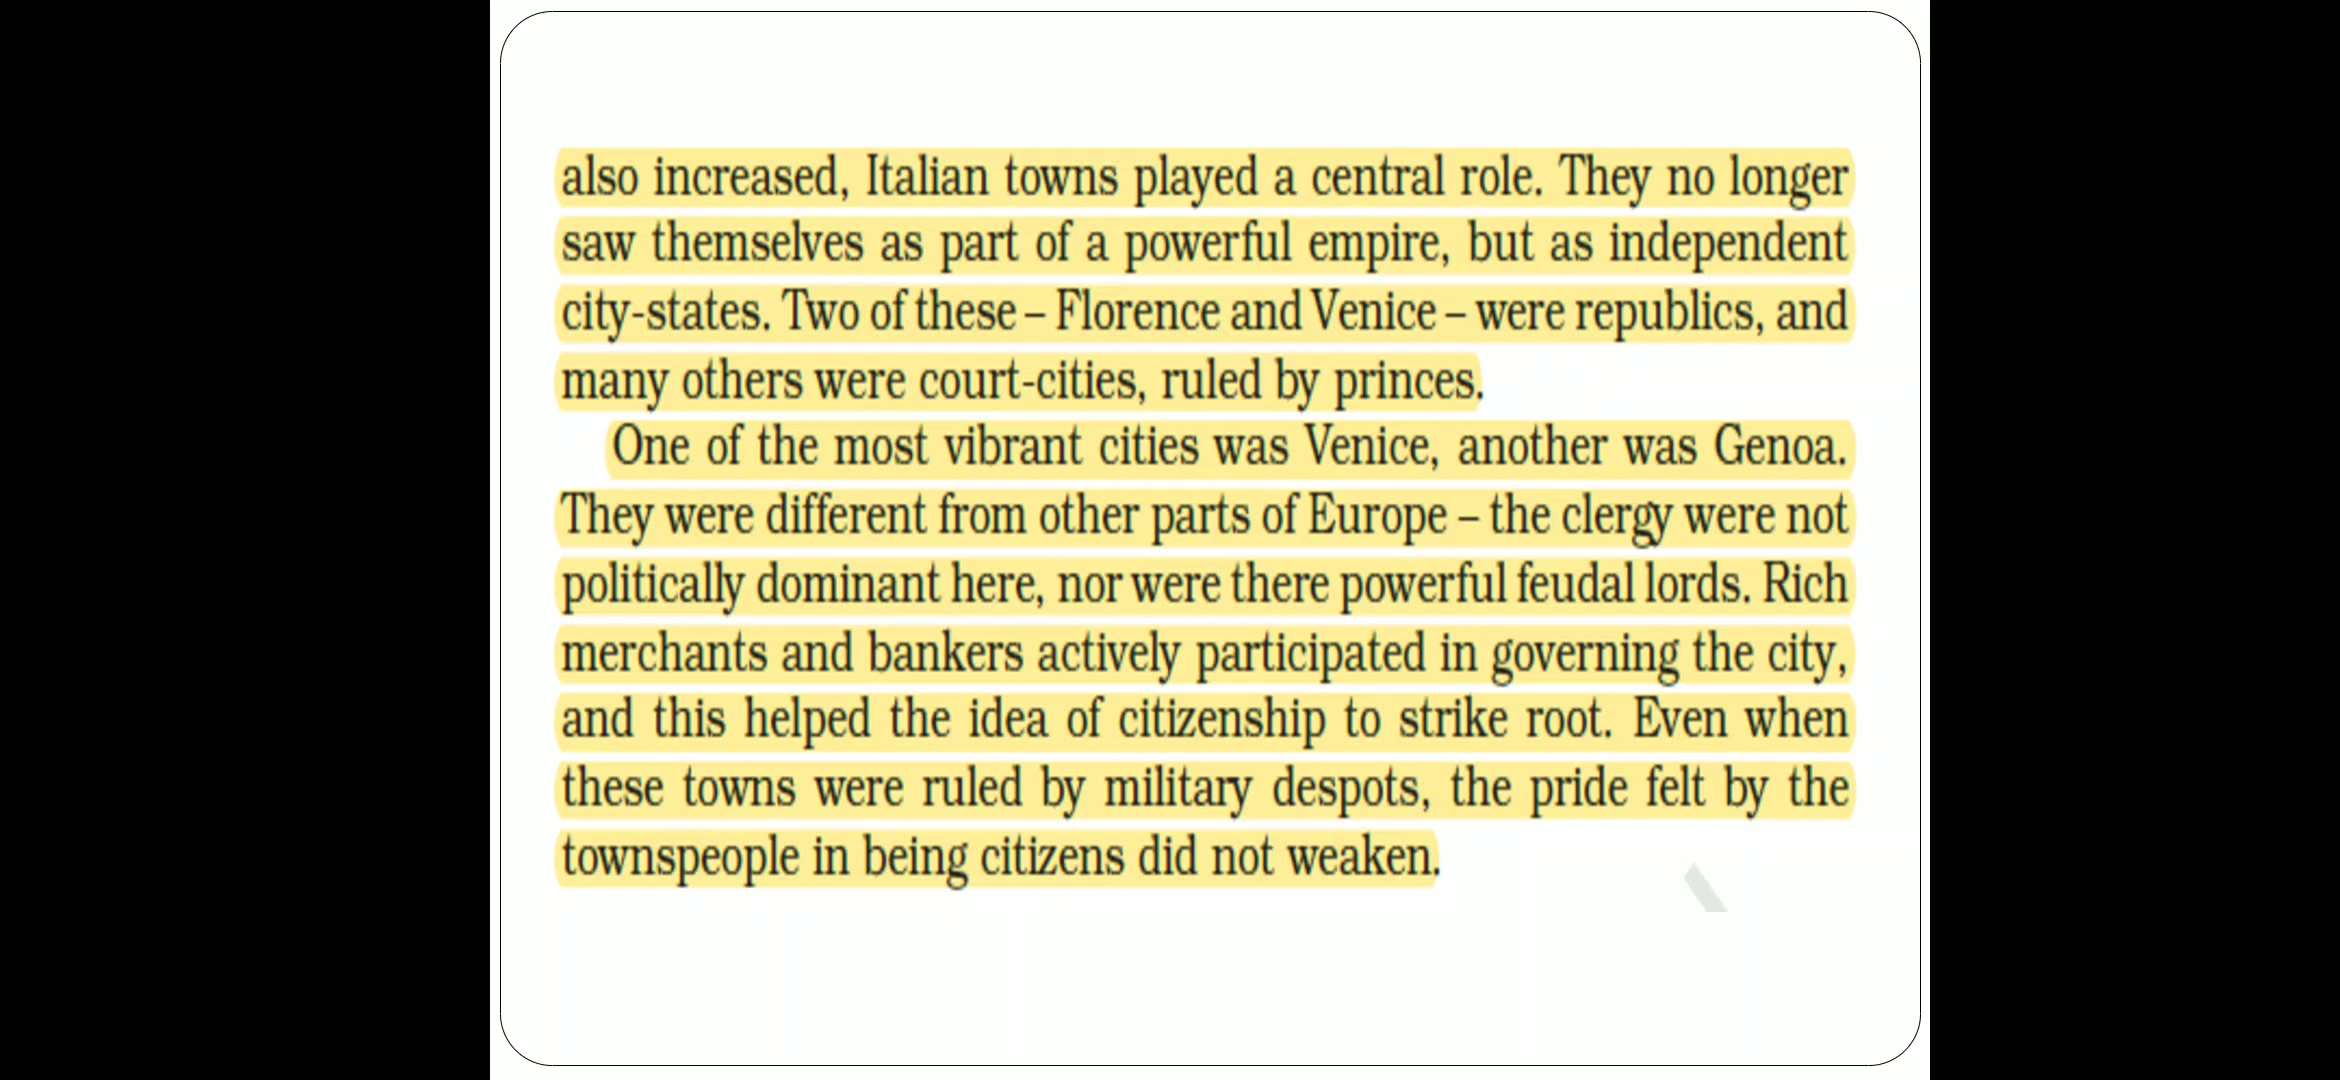 also increased, Italian towns played a central role. They no longer
saw themselves as part of a powerful empire, but as independent
city-states. Two of these – Florence and Venice – were republics, and
many others were court-cities, ruled by princes.
One of the most vibrant cities was Venice, another was Genoa.
They were different from other parts of Europe – the clergy were not
politically dominant here, nor were there powerful feudal lords. Rich
merchants and bankers actively participated in governing the city,
and this helped the idea of citizenship to strike root. Even when
these towns were ruled by military despots, the pride felt by the
townspeople in being citizens did not weaken.